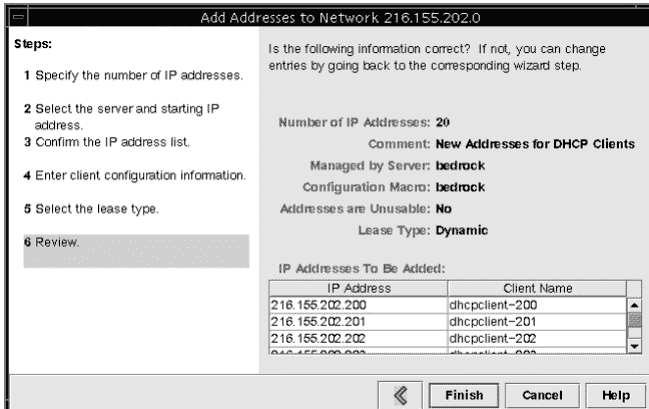 Add Addresses to Network 216.155.202.0
Steps:
1 Specify the number of IP addresses.
2 Select the server and starting IP
address.
3 Confirm the IP address list.
4 Enter client configuration information.
5 Select the lease type.
6 Review.
Is the following information correct? If not, you can change
entries by going back to the corresponding wizard step.
Number of IP Addresses: 20
Comment: New Addresses for DHCP Clients
Managed by Server: bedrock
Configuration Macro: bedrock
Addresses are Unusable: No
Lease Type: Dynamic
IP Addresses To Be Added:
IP Address Client Name
216.155.202.200 dhcpclient-200
216.155.202.201 dhcpclient-201
216.155.202.202 dhcpclient-202
Finish Cancel Help